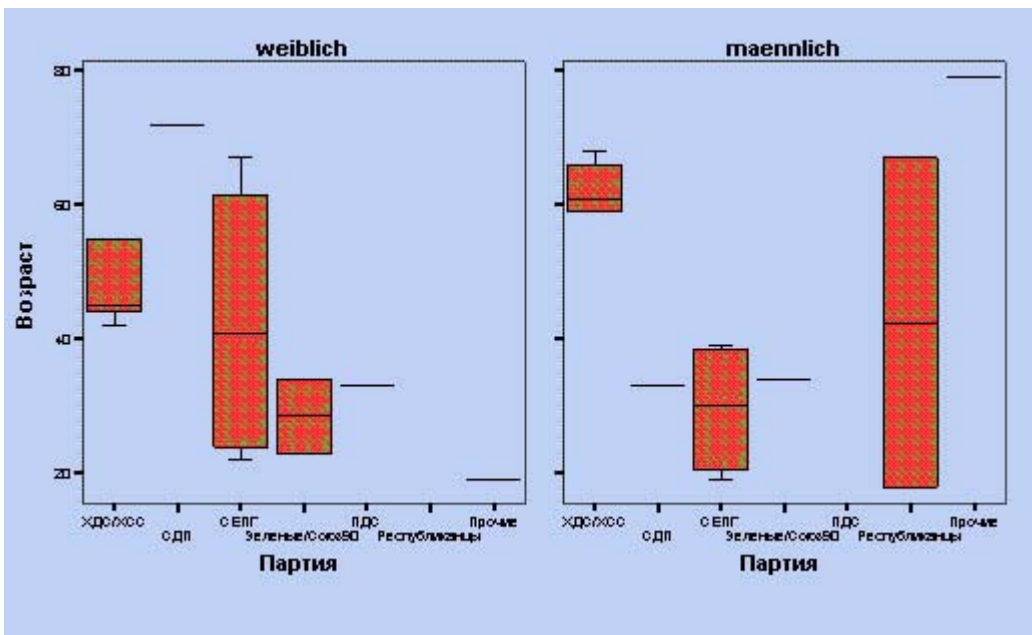 weiblich
maennlich
Возраст
80
60
40
20
ХДС/ХСС
СДП
СЕПГ
Зеленые/Союз90
ПДС
Республиканцы
Прочие
Партия
ХДС/ХСС
СДП
СЕПГ
Зеленые/Союз90
ПДС
Республиканцы
Прочие
Партия